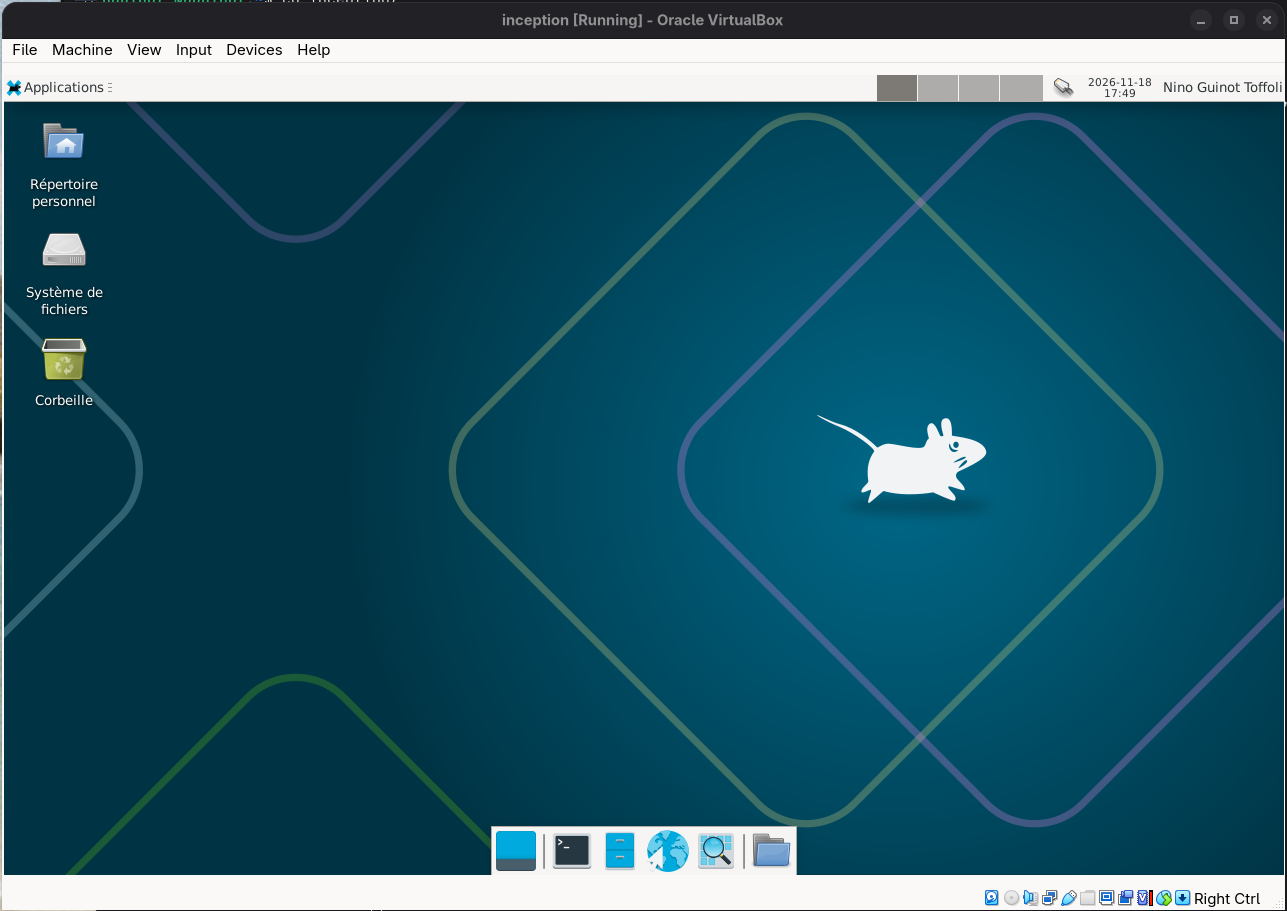 inception [Running] - Oracle VirtualBox
File Machine View Input Devices Help
Applications
2026-11-18
17:49
Nino Guinot Toffoli
Répertoire
personnel
Système de
fichiers
Corbeille
>_
Right Ctrl